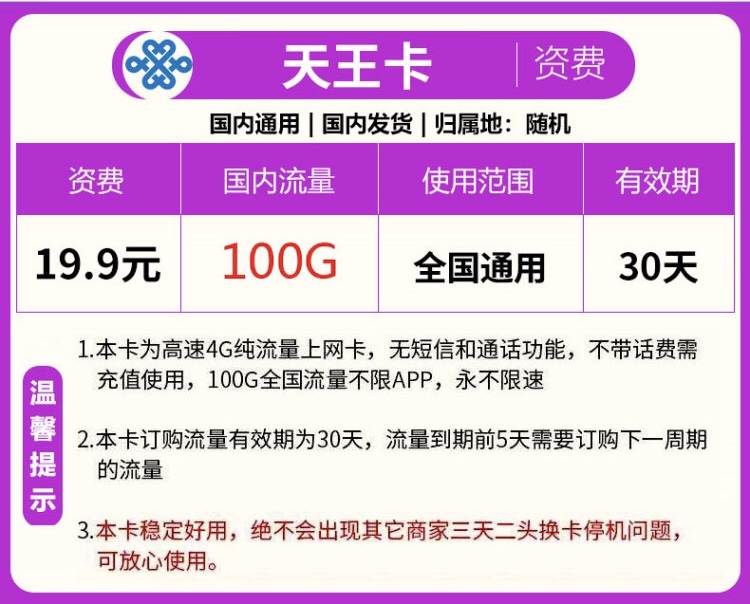 天王卡 | 资费
国内通用 | 国内发货 | 归属地：随机
资费 国内流量 使用范围 有效期
19.9元 100G 全国通用 30天
温馨提示
1.本卡为高速4G纯流量上网卡，无短信和通话功能，不带话费需
充值使用，100G全国流量不限APP，永不限速
2.本卡订购流量有效期为30天，流量到期前5天需要订购下一周期
的流量
3.本卡稳定好用，绝不会出现其它商家三天二头换卡停机问题，
可放心使用。